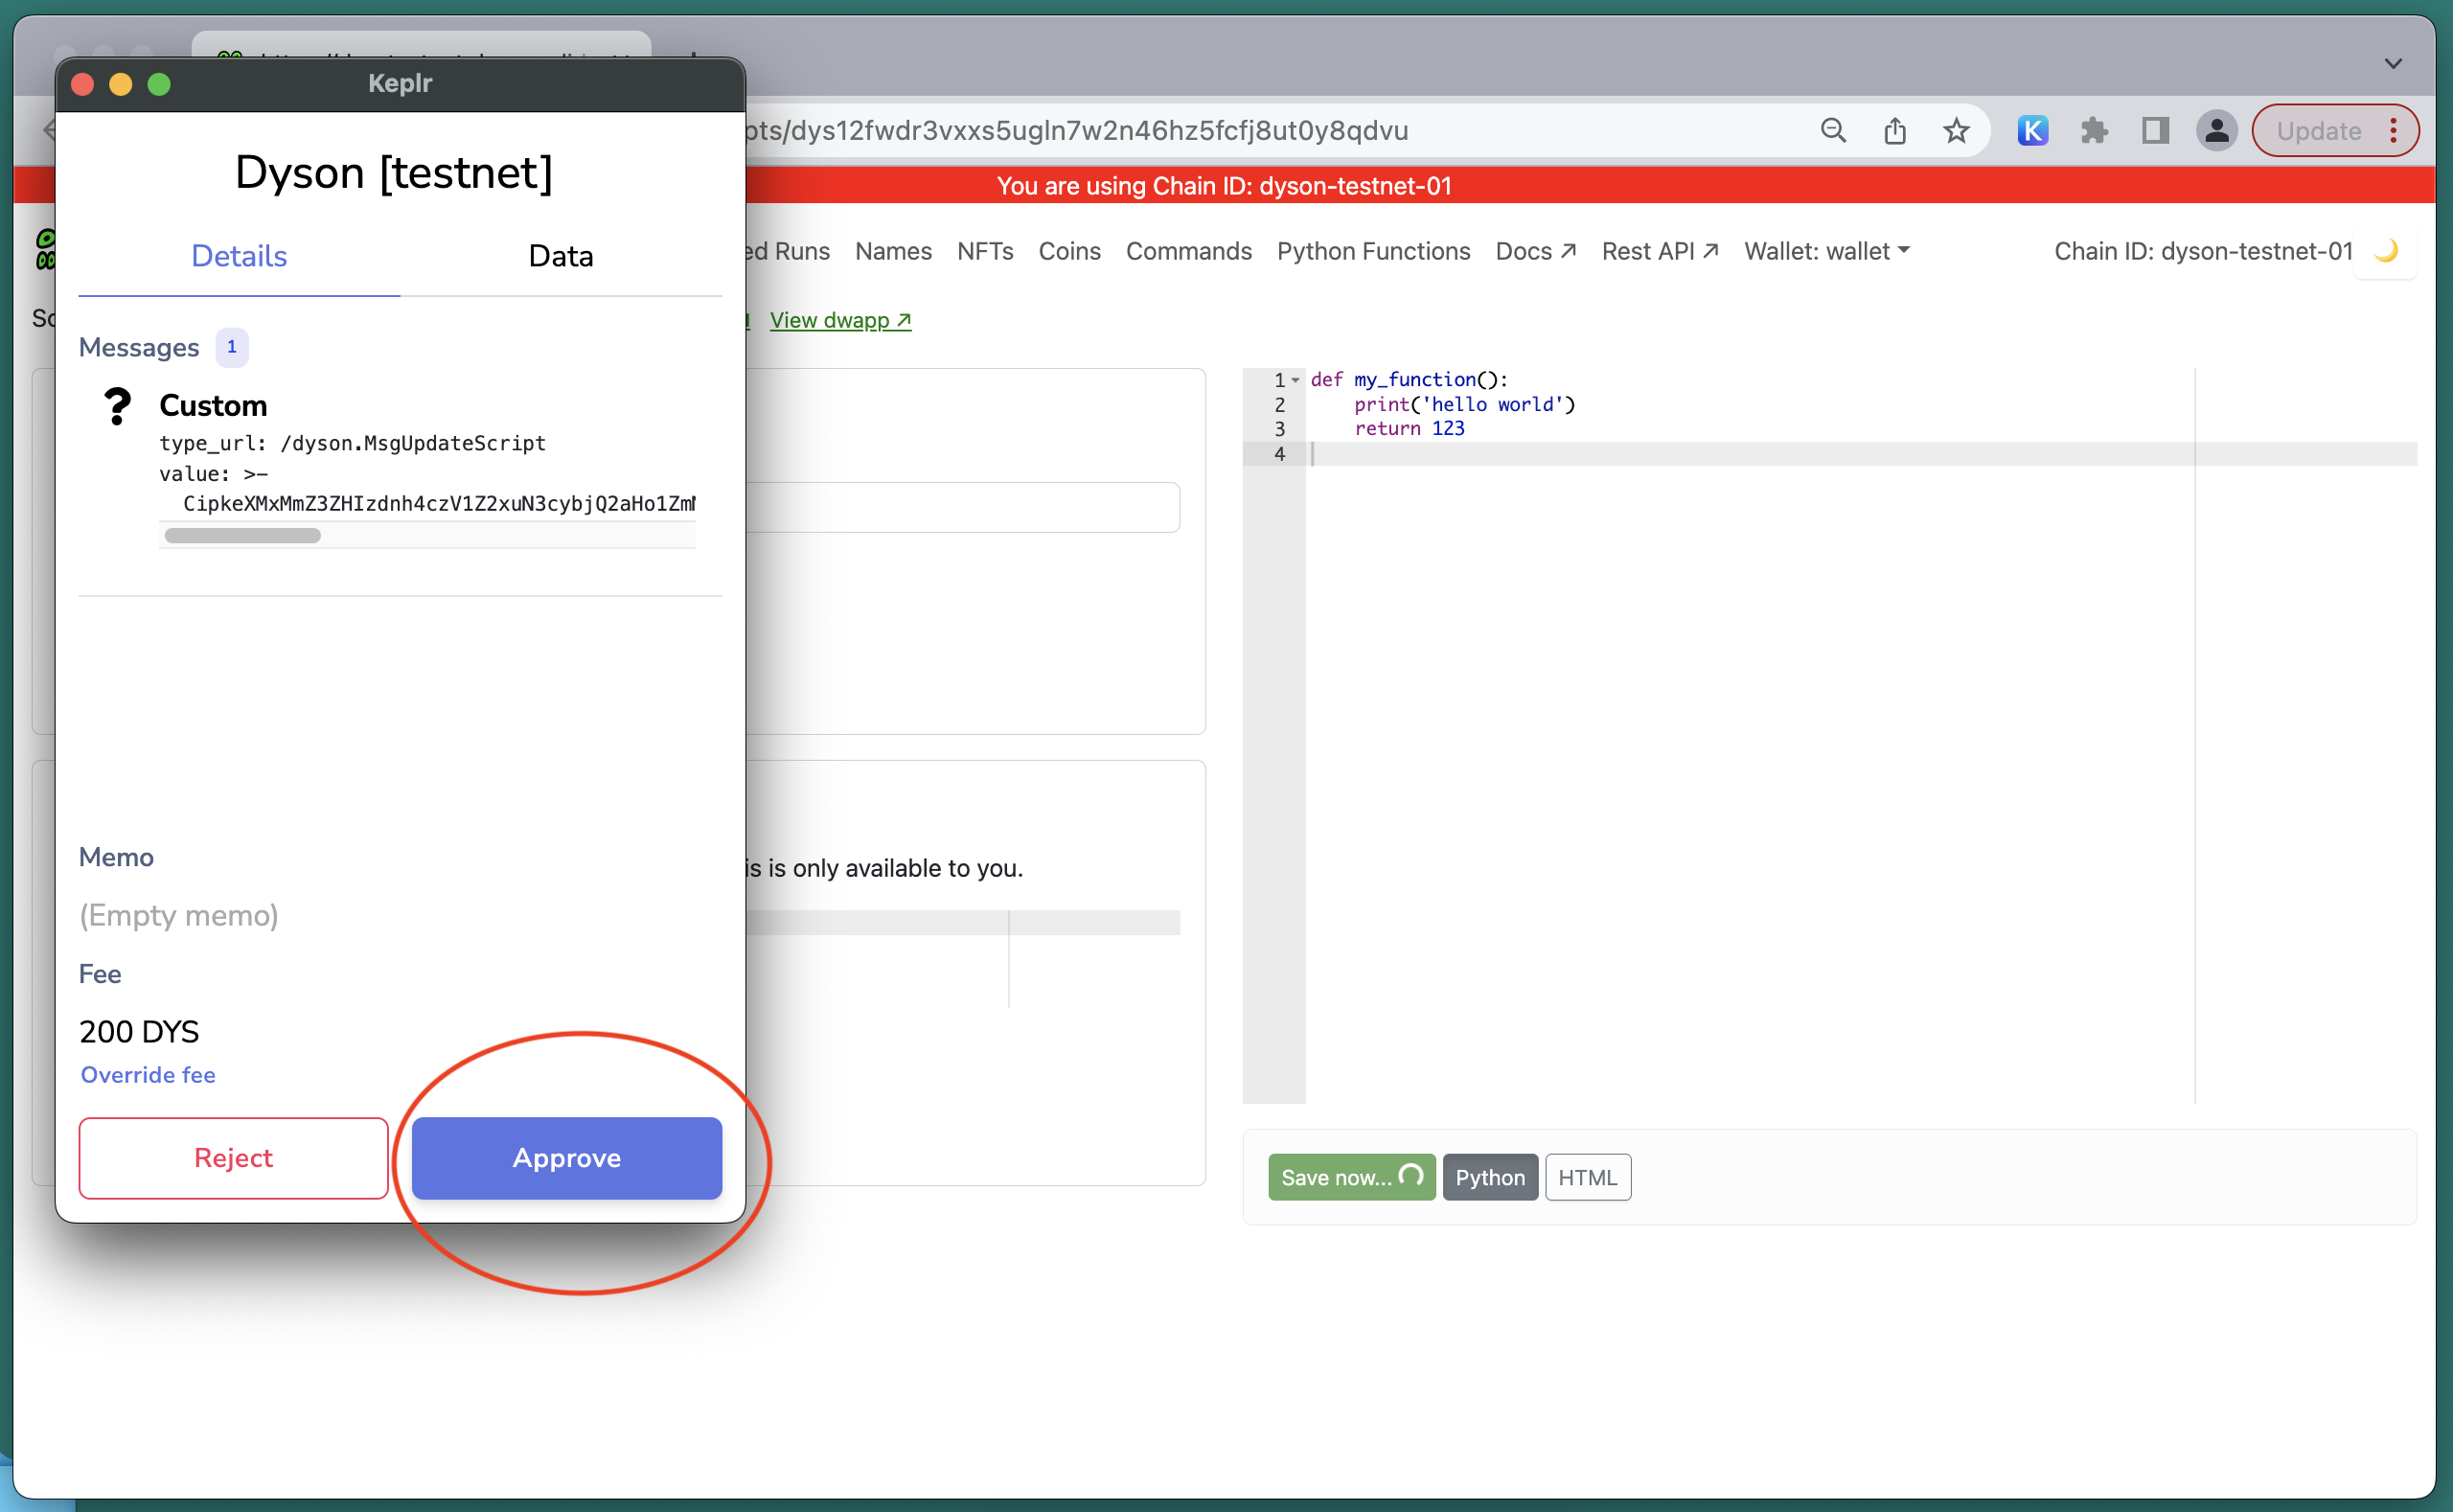 Keplr
Dyson [testnet]
Details
Data
Messages 1
?
Custom
type_url: /dyson.MsgUpdateScript
value: >-
CipkeXMxMmZ3ZHIzdnh4czV1Z2xuN3cybjQ2aHo1Zm
Memo
(Empty memo)
Fee
200 DYS
Override fee
Reject
Approve
pts/dys12fwdr3vxxs5ugln7w2n46hz5fcfj8ut0y8qdvu
K
Update
You are using Chain ID: dyson-testnet-01
ed Runs
Names
NFTs
Coins
Commands
Python Functions
Docs ↗
Rest API ↗
Wallet: wallet
Chain ID: dyson-testnet-01
Sc
View dwapp ↗
1 def my_function():
2 print('hello world')
3 return 123
4
is is only available to you.
Save now...
Python
HTML